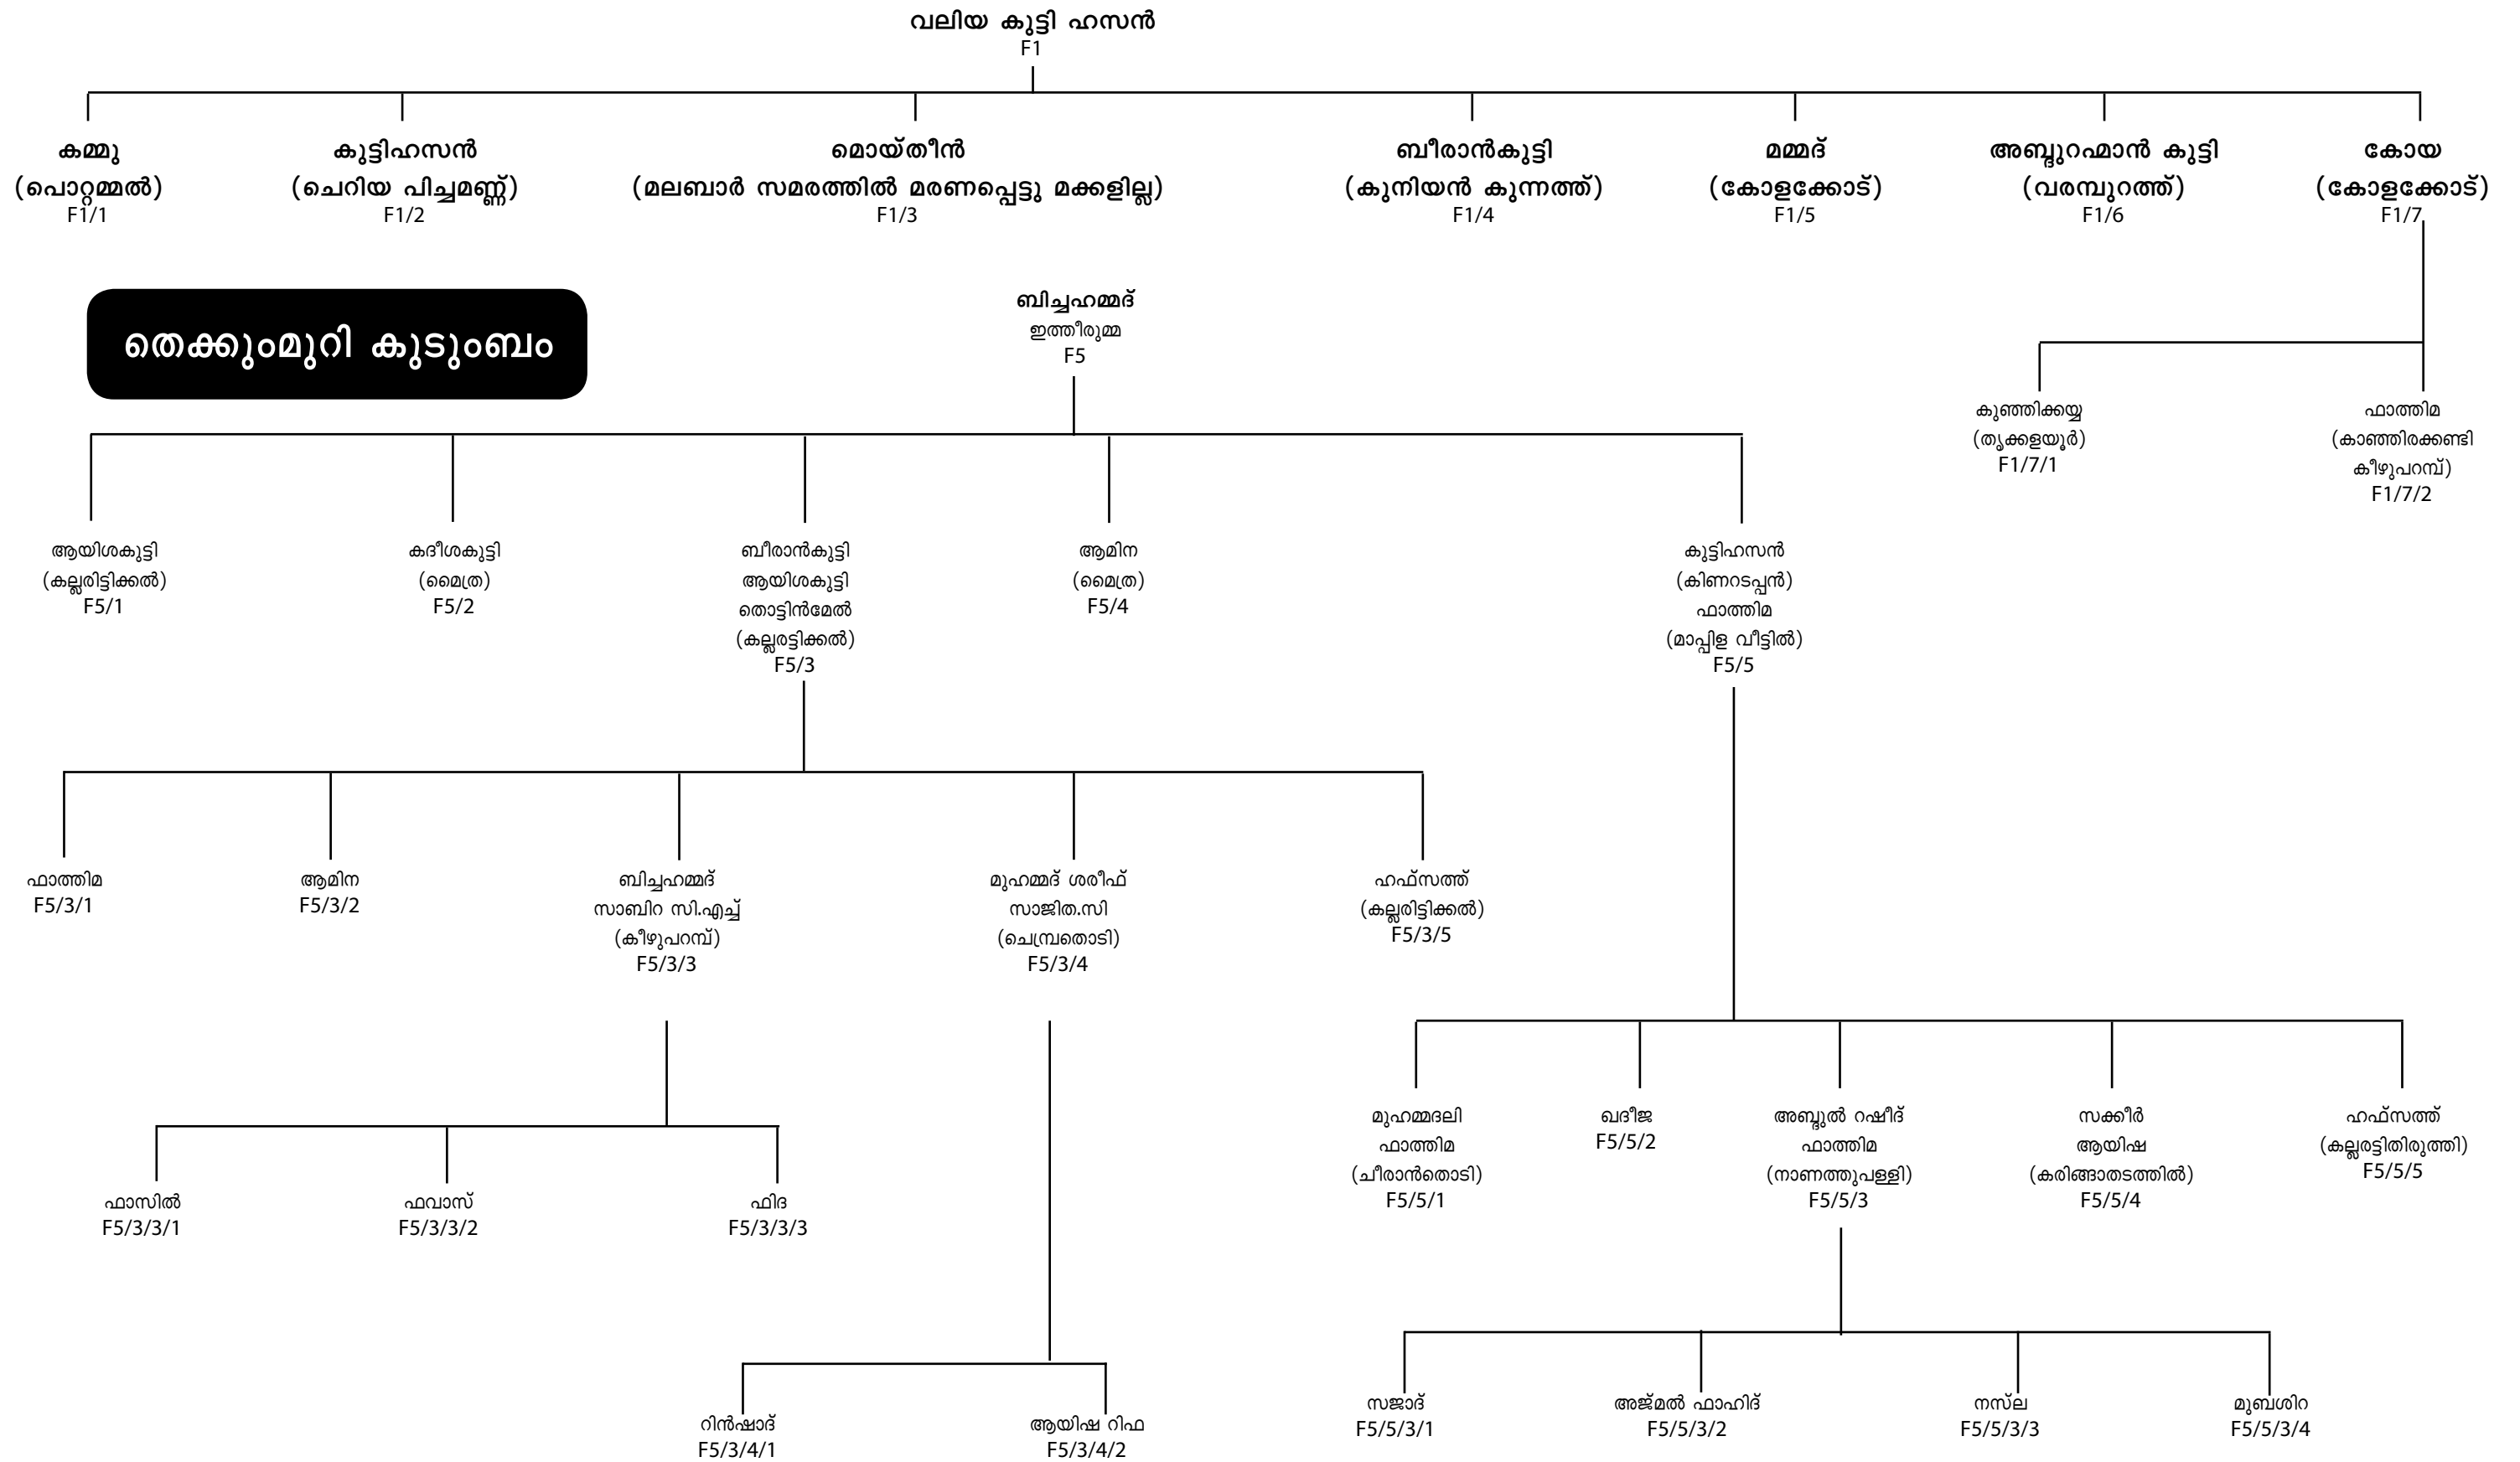 വലിയ കുട്ടി ഹസൻ
F1
കമ്മു
(പൊറ്റമ്മൽ)
F1/1
കുട്ടിഹസൻ
(ചെറിയ പിച്ചമണ്ണ്)
F1/2
മൊയ്തീൻ
(മലബാർ സമരത്തിൽ മരണപ്പെട്ടു മക്കളില്ല)
F1/3
ബീരാൻകുട്ടി
(കുനിയൻ കുന്നത്ത്)
F1/4
മമ്മദ്
(കോളക്കോട്)
F1/5
അബ്ദുറഹ്മാൻ കുട്ടി
(വരമ്പുറത്ത്)
F1/6
കോയ
(കോളക്കോട്)
F1/7
തെക്കുംമുറി കുടുംബം
ബിച്ചഹമ്മദ്
ഇത്തീരുമ്മ
F5
കുഞ്ഞിക്കയ്യ
(തൃക്കളയൂർ)
F1/7/1
ഫാത്തിമ
(കാഞ്ഞിരക്കണ്ടി
കീഴുപറമ്പ്)
F1/7/2
ആയിശകുട്ടി
(കല്ലരിട്ടിക്കൽ)
F5/1
കദീശകുട്ടി
(മൈത്ര)
F5/2
ബീരാൻകുട്ടി
ആയിശകുട്ടി
തൊട്ടിൻമേൽ
(കല്ലരട്ടിക്കൽ)
F5/3
ആമിന
(മൈത്ര)
F5/4
കുട്ടിഹസൻ
(കിണറടപ്പൻ)
ഫാത്തിമ
(മാപ്പിള വീട്ടിൽ)
F5/5
ഫാത്തിമ
F5/3/1
ആമിന
F5/3/2
ബിച്ചഹമ്മദ്
സാബിറ സി.എച്ച്
(കീഴുപറമ്പ്)
F5/3/3
മുഹമ്മദ് ശരീഫ്
സാജിത.സി
(ചെമ്പ്രതൊടി)
F5/3/4
ഹഫ്സത്ത്
(കല്ലരിട്ടിക്കൽ)
F5/3/5
മുഹമ്മദലി
ഫാത്തിമ
(ചീരാൻതൊടി)
F5/5/1
ഖദീജ
F5/5/2
അബ്ദുൽ റഷീദ്
ഫാത്തിമ
(നാണത്തുപള്ളി)
F5/5/3
സക്കീർ
ആയിഷ
(കരിങ്ങാതടത്തിൽ)
F5/5/4
ഹഫ്സത്ത്
(കല്ലരട്ടിതിരുത്തി)
F5/5/5
ഫാസിൽ
F5/3/3/1
ഫവാസ്
F5/3/3/2
ഫിദ
F5/3/3/3
റിൻഷാദ്
F5/3/4/1
ആയിഷ റിഫ
F5/3/4/2
സജാദ്
F5/5/3/1
അജ്മൽ ഫാഹിദ്
F5/5/3/2
നസ്ല
F5/5/3/3
മുബശിറ
F5/5/3/4